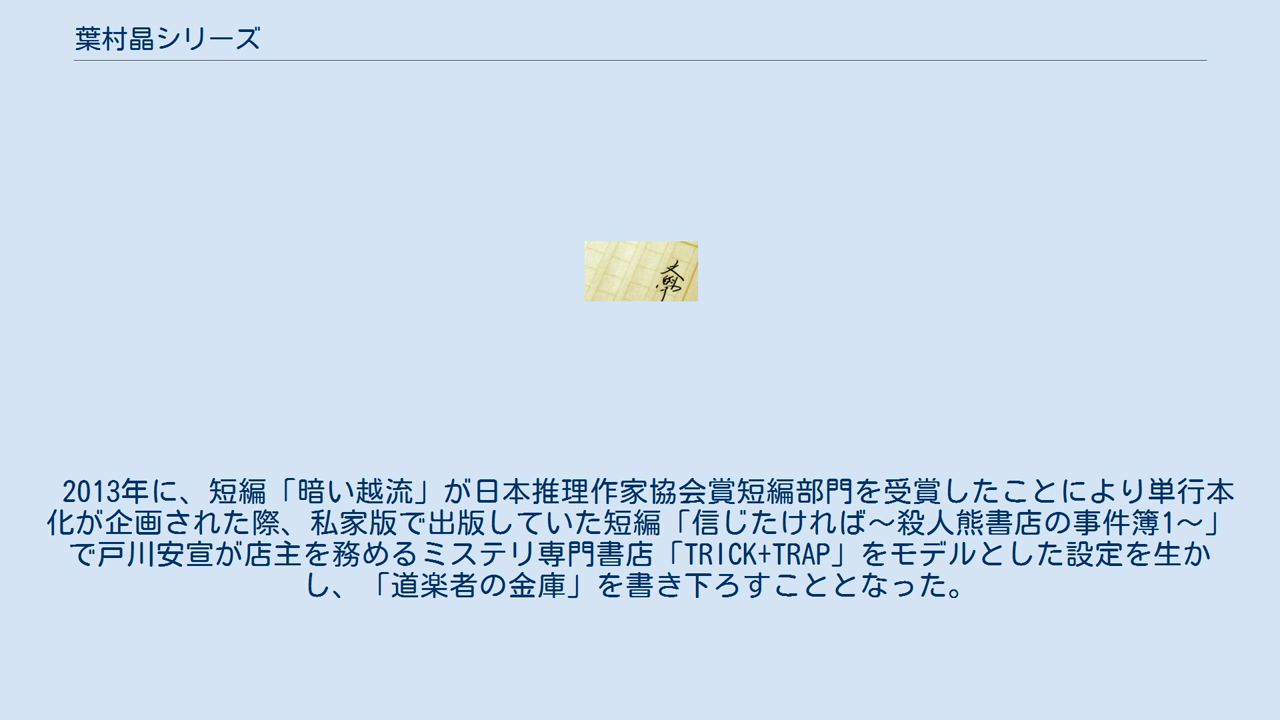 葉村晶シリーズ
2013年に、短編「暗い越流」が日本推理作家協会賞短編部門を受賞したことにより単行本
化が企画された際、私家版で出版していた短編「信じたければ～殺人熊書店の事件簿1～」
で戸川安宣が店主を務めるミステリ専門書店「TRICK+TRAP」をモデルとした設定を生か
し、「道楽者の金庫」を書き下ろすこととなった。